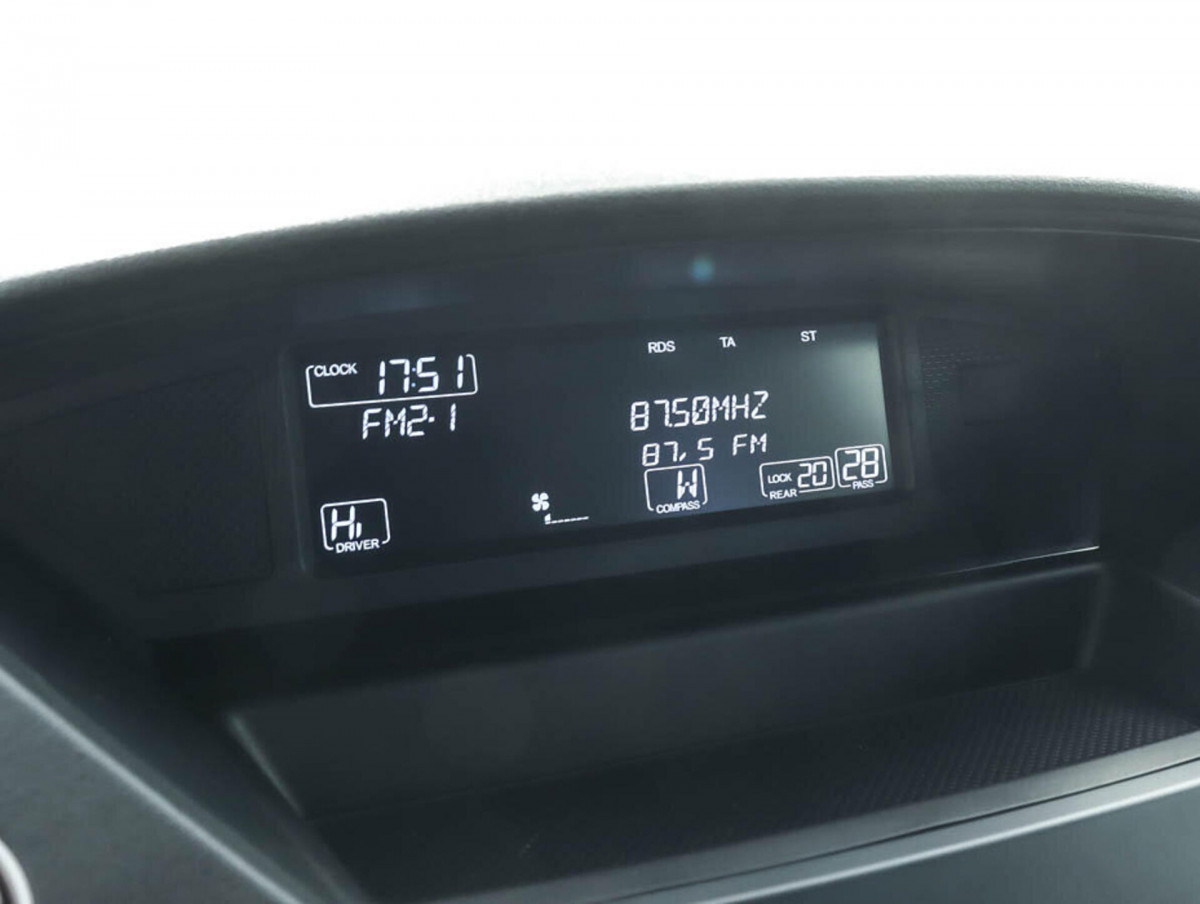 RDS TA ST
CLOCK 17:51
FM2-1 87.50MHZ
87.5 FM
Hi W LOCK 20 28
DRIVER COMPASS REAR PASS